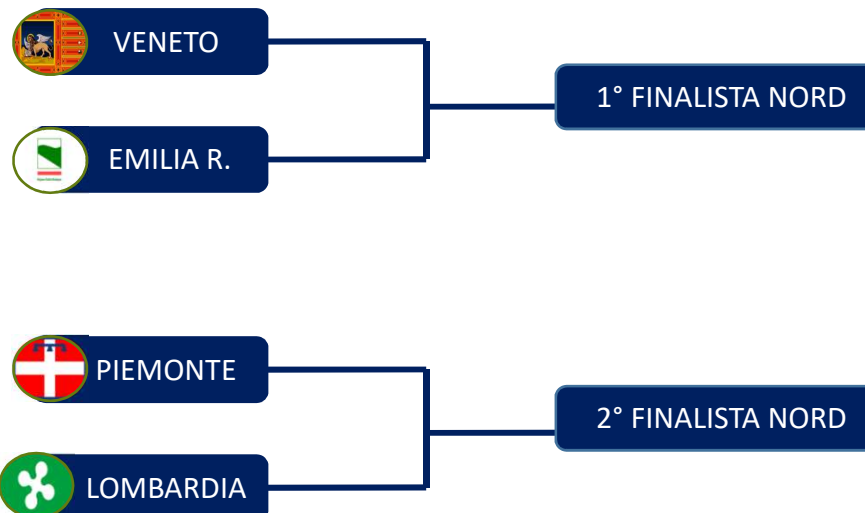 VENETO
EMILIA R.
1° FINALISTA NORD
PIEMONTE
LOMBARDIA
2° FINALISTA NORD